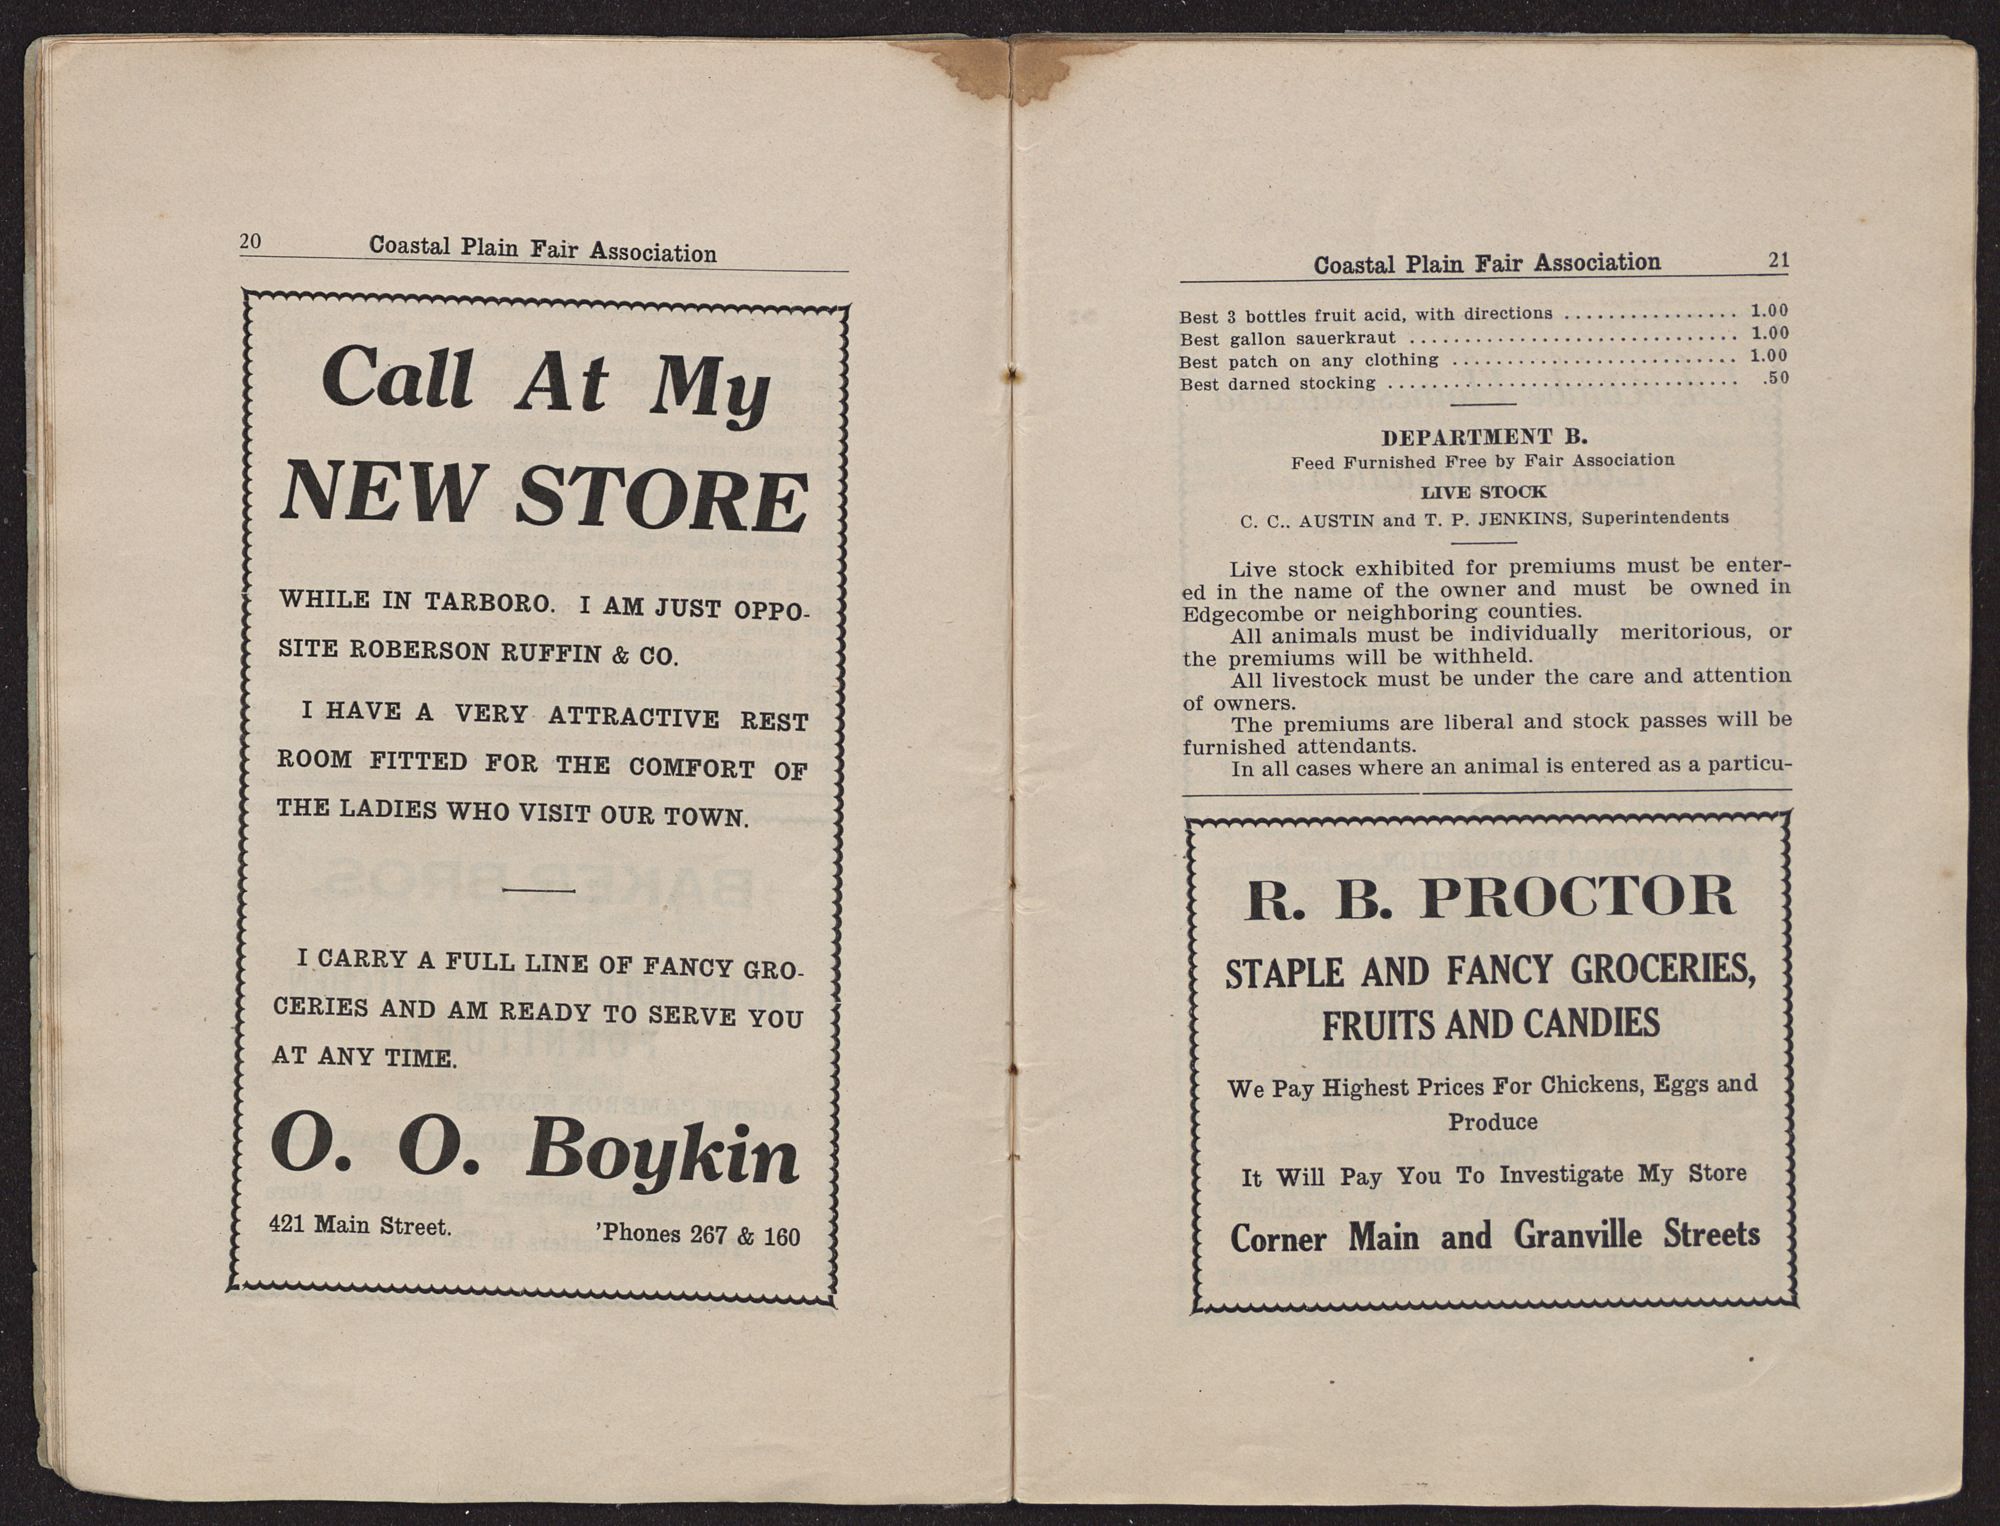 20 Coastal Plain Fair Association
Call At My
NEW STORE
WHILE IN TARBORO. I AM JUST OPPO-
SITE ROBERSON RUFFIN & CO.
I HAVE A VERY ATTRACTIVE REST
ROOM FITTED FOR THE COMFORT OF
THE LADIES WHO VISIT OUR TOWN.
I CARRY A FULL LINE OF FANCY GRO-
CERIES AND AM READY TO SERVE YOU
AT ANY TIME.
O. O. Boykin
421 Main Street. 'Phones 267 & 160
Coastal Plain Fair Association 21
Best 3 bottles fruit acid, with directions ................ 1.00
Best gallon sauerkraut .............................. 1.00
Best patch on any clothing .......................... 1.00
Best darned stocking ................................ .50
DEPARTMENT B.
Feed Furnished Free by Fair Association
LIVE STOCK
C. C.. AUSTIN and T. P. JENKINS, Superintendents
Live stock exhibited for premiums must be enter-
ed in the name of the owner and must be owned in
Edgecombe or neighboring counties.
All animals must be individually meritorious, or
the premiums will be withheld.
All livestock must be under the care and attention
of owners.
The premiums are liberal and stock passes will be
furnished attendants.
In all cases where an animal is entered as a particu-
R. B. PROCTOR
STAPLE AND FANCY GROCERIES,
FRUITS AND CANDIES
We Pay Highest Prices For Chickens, Eggs and
Produce
It Will Pay You To Investigate My Store
Corner Main and Granville Streets